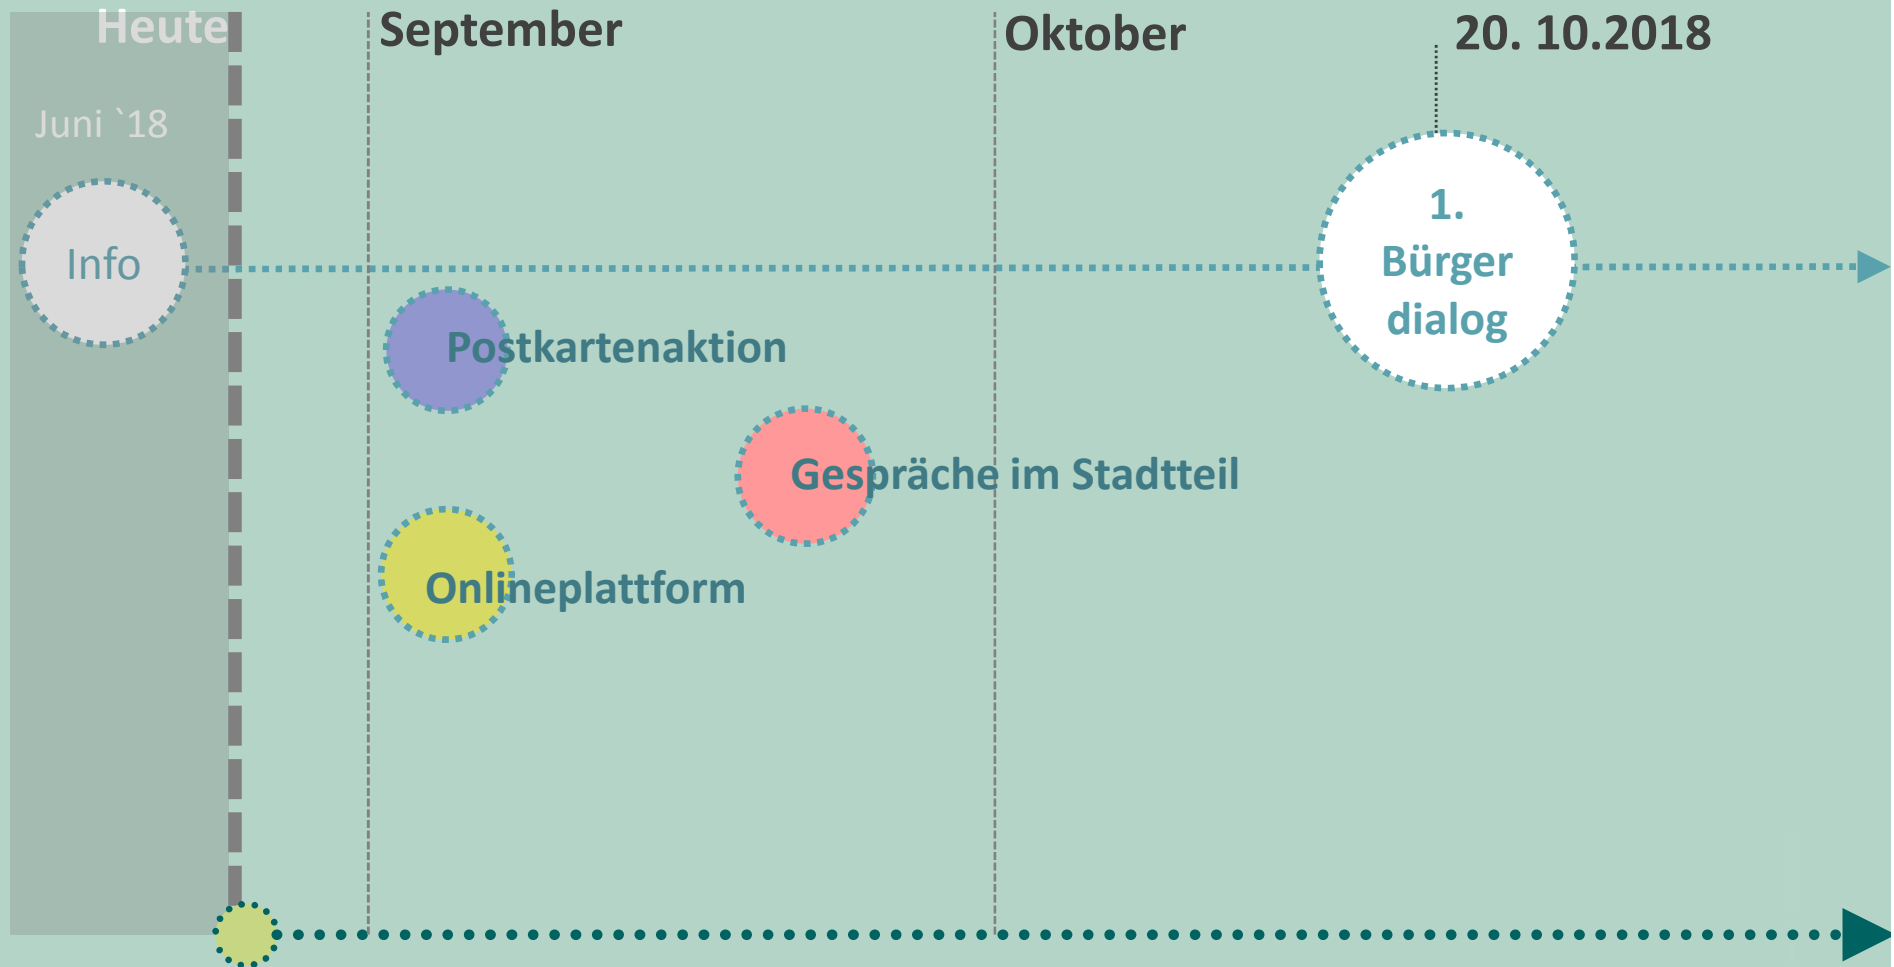 Heute
September
Oktober
20. 10.2018
Juni `18
Info
1.
Bürger
dialog
Postkartenaktion
Gespräche im Stadtteil
Onlineplattform